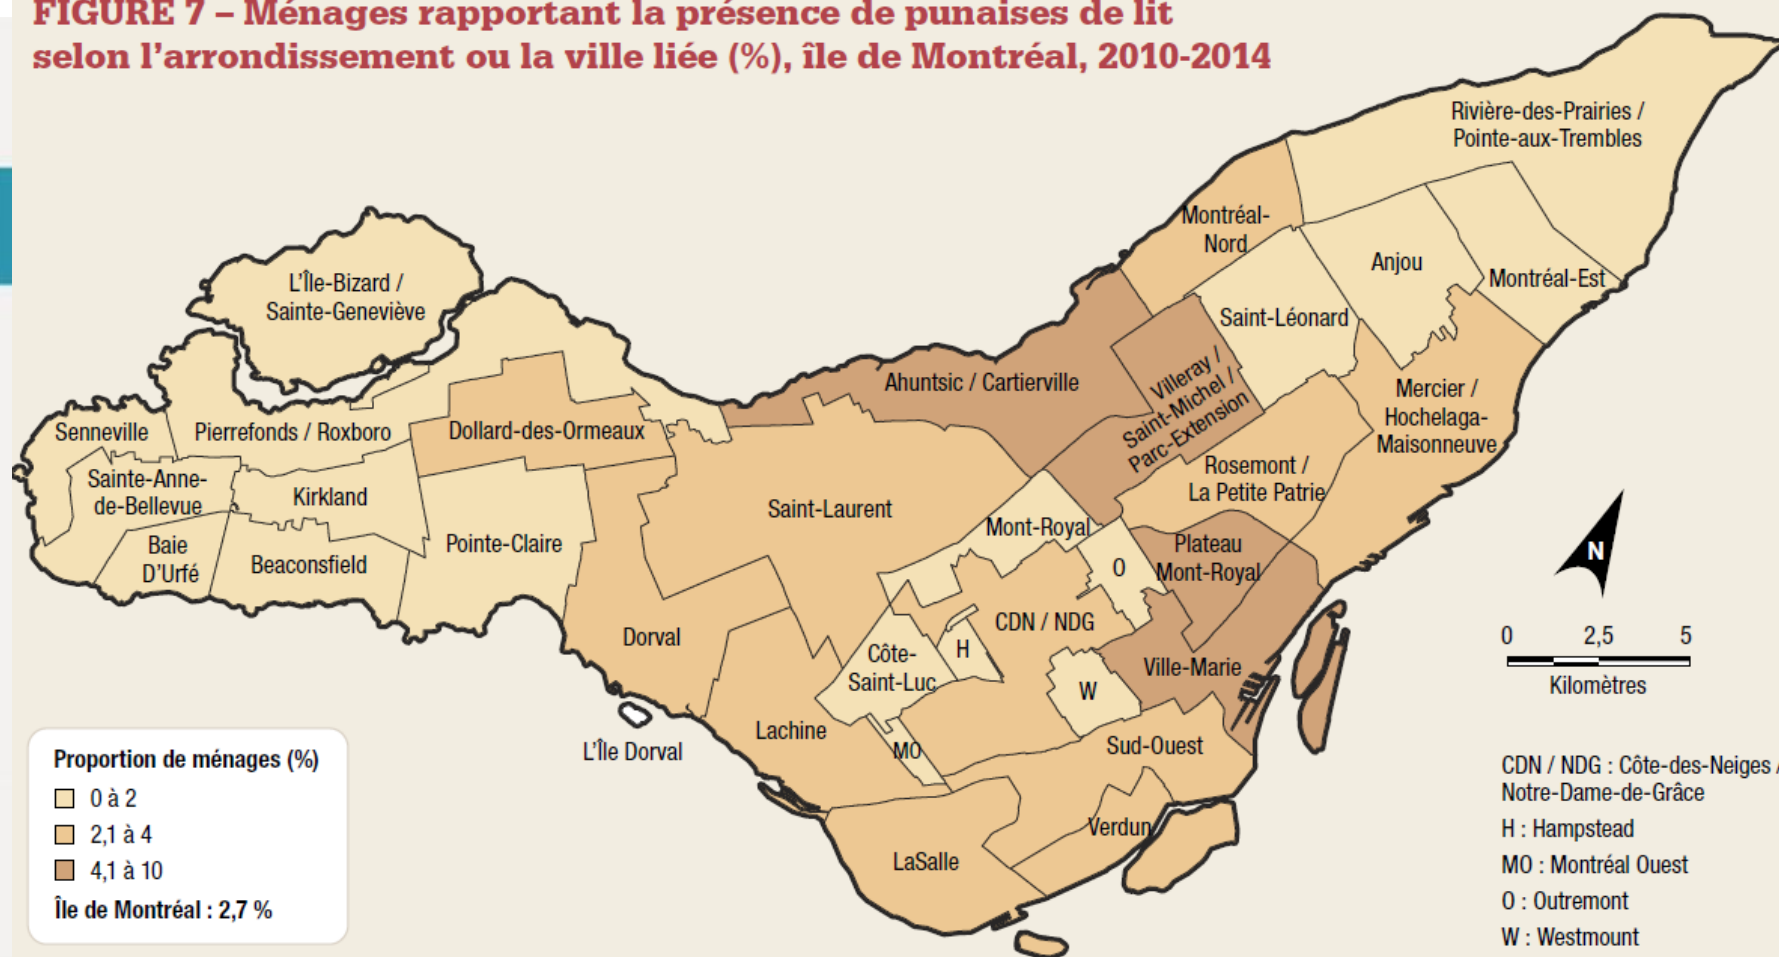 FIGURE 7 – Ménages rapportant la présence de punaises de lit
selon l'arrondissement ou la ville liée (%), île de Montréal, 2010-2014
Rivière-des-Prairies /
Pointe-aux-Trembles
Montréal-
Nord
Anjou
Montréal-Est
L'Île-Bizard /
Sainte-Geneviève
Saint-Léonard
Ahuntsic / Cartierville
Villeray /
Saint-Michel /
Parc-Extension
Mercier /
Hochelaga-
Maisonneuve
Senneville
Pierrefonds / Roxboro
Dollard-des-Ormeaux
Sainte-Anne-
de-Bellevue
Kirkland
Rosemont /
La Petite Patrie
Saint-Laurent
Mont-Royal
Baie
D'Urfé
Beaconsfield
Pointe-Claire
O
Plateau
Mont-Royal
N
Dorval
CDN / NDG
Côte-
Saint-Luc
H
W
Ville-Marie
0 2,5 5
Kilomètres
L'Île Dorval
Lachine
MO
Sud-Ouest
Verdun
LaSalle
Proportion de ménages (%)
0 à 2
2,1 à 4
4,1 à 10
Île de Montréal : 2,7 %
CDN / NDG : Côte-des-Neiges /
Notre-Dame-de-Grâce
H : Hampstead
MO : Montréal Ouest
O : Outremont
W : Westmount